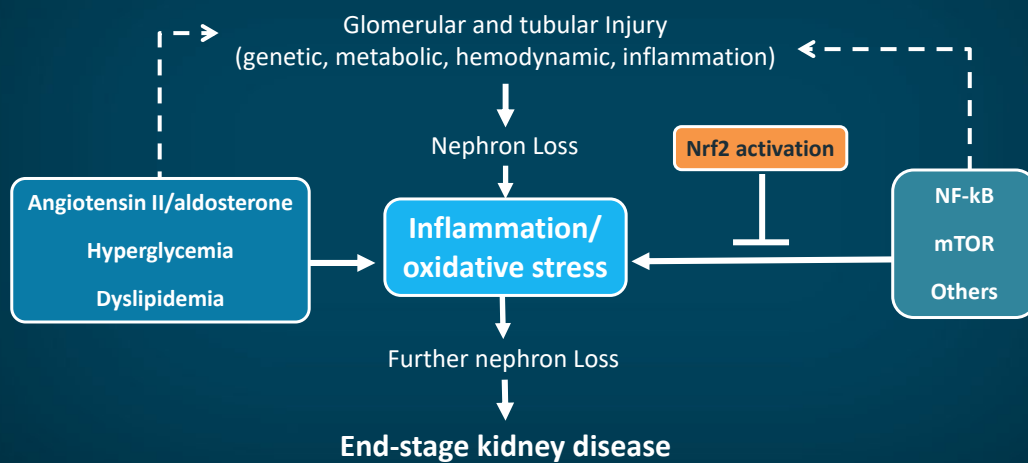 Glomerular and tubular Injury
(genetic, metabolic, hemodynamic, inflammation)
Nephron Loss
Nrf2 activation
Angiotensin II/aldosterone
Hyperglycemia
Dyslipidemia
Inflammation/
oxidative stress
NF-kB
mTOR
Others
Further nephron Loss
End-stage kidney disease